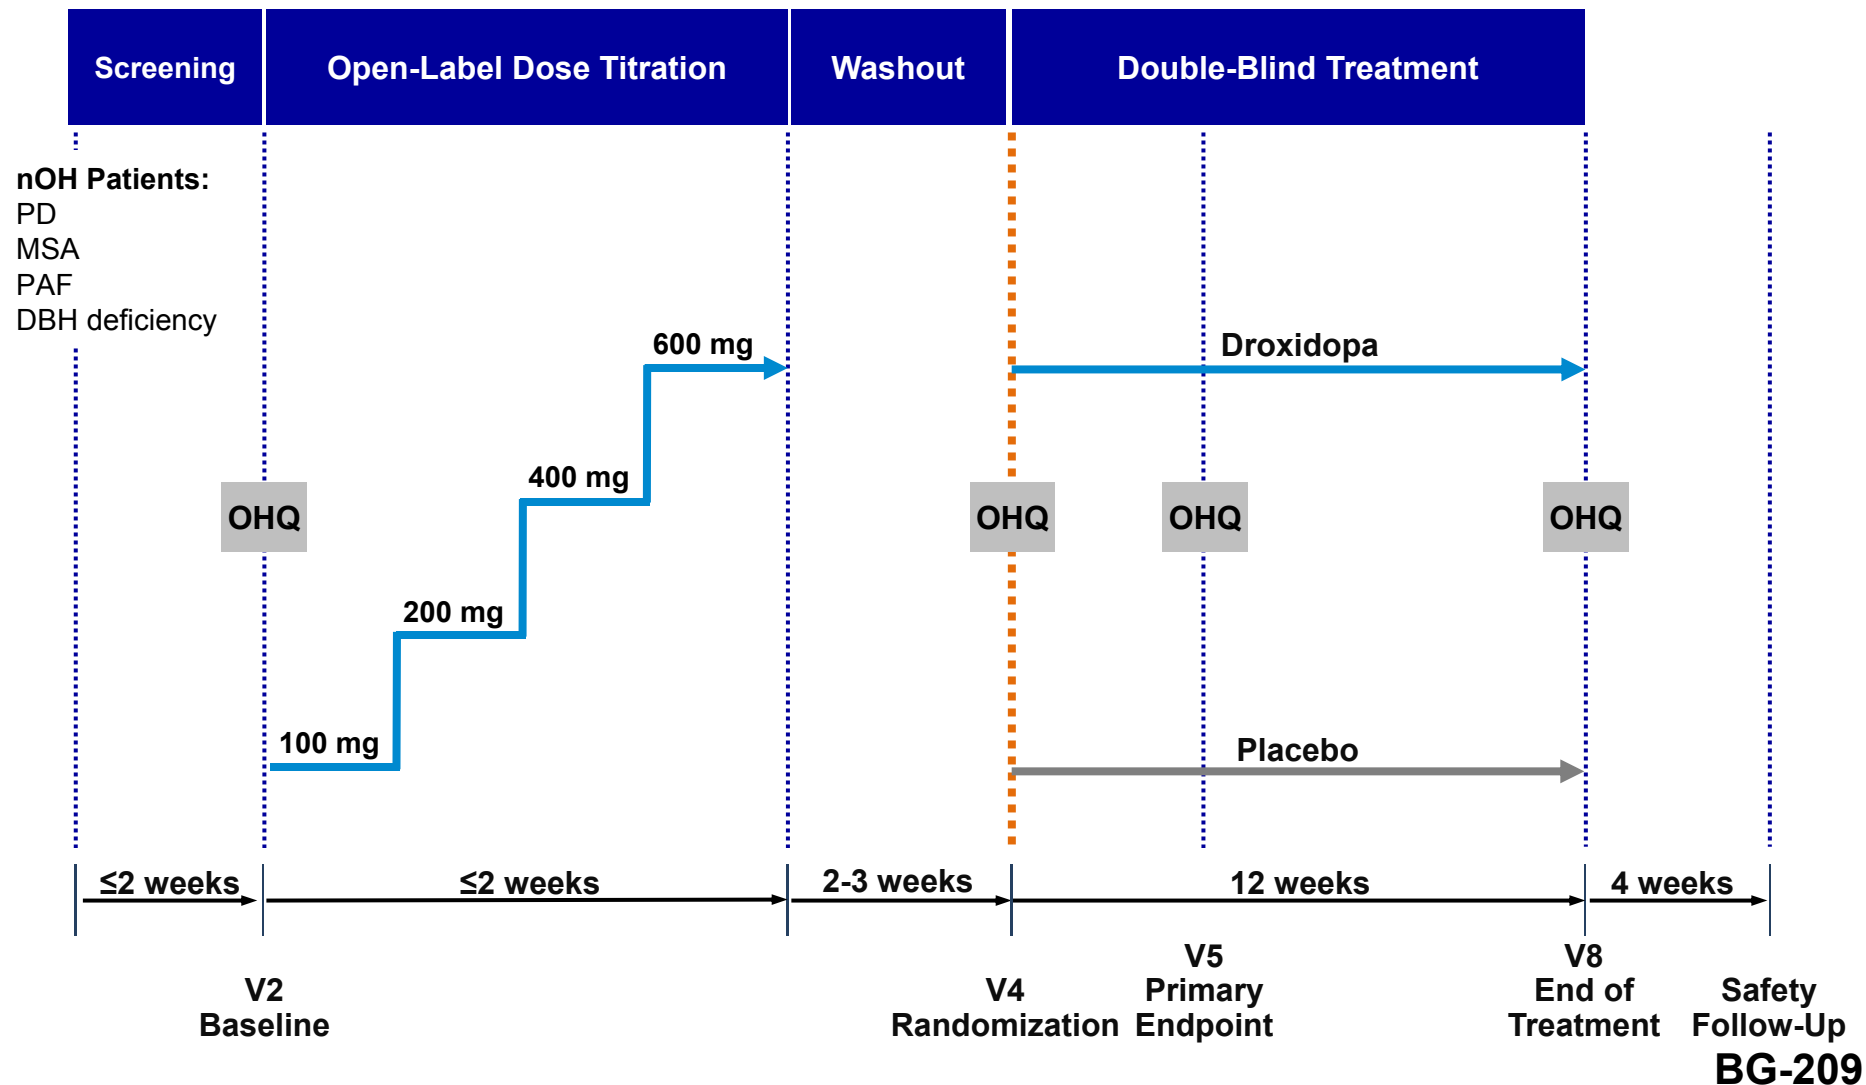 Screening
Open-Label Dose Titration
Washout
Double-Blind Treatment
nOH Patients:
PD
MSA
PAF
DBH deficiency
600 mg
400 mg
200 mg
100 mg
Droxidopa
Placebo
OHQ
OHQ
OHQ
OHQ
≤2 weeks
≤2 weeks
2-3 weeks
12 weeks
4 weeks
V2
Baseline
V4
Randomization
V5
Primary
Endpoint
V8
End of
Treatment
Safety
Follow-Up
BG-209